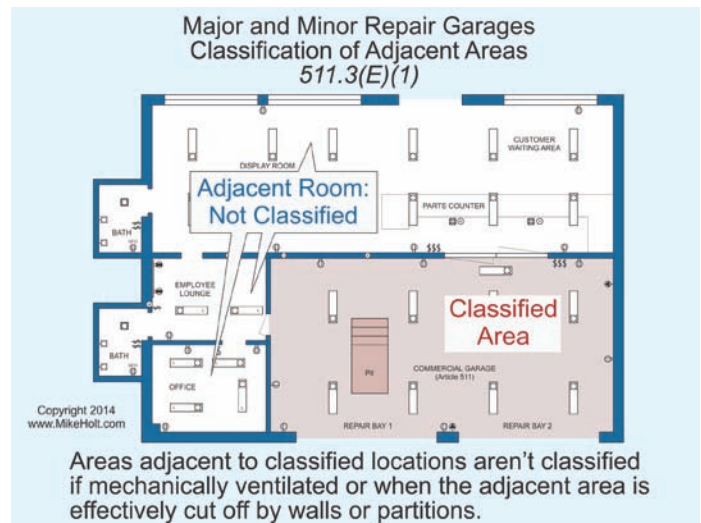 Major and Minor Repair Garages
Classification of Adjacent Areas
511.3(E)(1)
CUSTOMER
WAITING AREA
DISPLAY ROOM
Adjacent Room:
Not Classified
PARTS COUNTER
BATH
$$$
$$$
$$$
EMPLOYEE
LOUNGE
Classified
Area
BATH
OFFICE
Pit
COMMERCIAL GARAGE
(Article 511)
REPAIR BAY 1
REPAIR BAY 2
Copyright 2014
www.MikeHolt.com
Areas adjacent to classified locations aren't classified
if mechanically ventilated or when the adjacent area is
effectively cut off by walls or partitions.